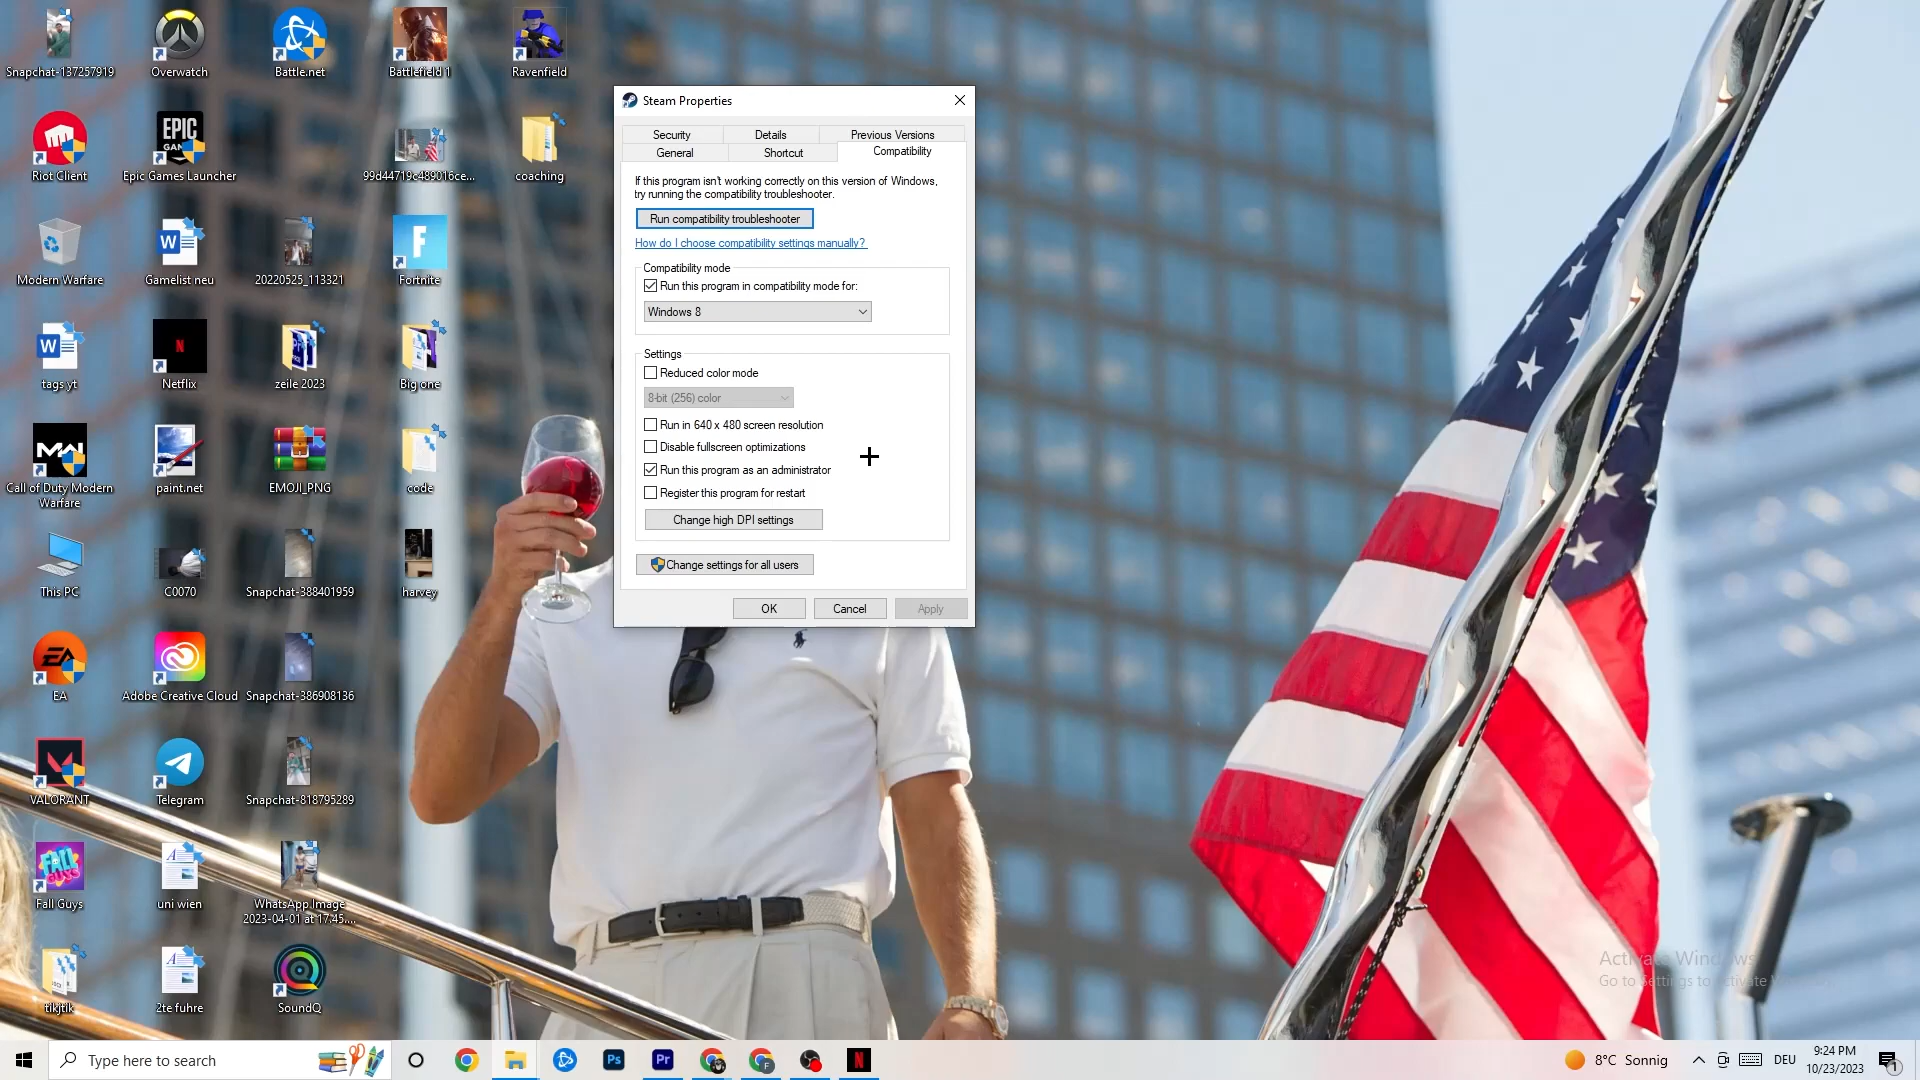 Snapchat-137257919
Overwatch
Battle.net
Battlefield 1
Ravenfield
EPIC
Riot Client
Epic Games Launcher
99d44719c489016ce...
coaching
Modern Warfare
Gamelist neu
20220525_113321
Fortnite
tags yt
Netflix
zeile 2023
Big one
Call of Duty Modern
Warfare
paint.net
EMOJI_PNG
code
This PC
C0070
Snapchat-388401959
harvey
EA
Adobe Creative Cloud
Snapchat-386908136
VALORANT
Telegram
Snapchat-818795289
Fall Guys
uni wien
WhatsApp Image
2023-04-01 at 17.45....
tikjtik
2te fuhre
SoundQ
Steam Properties
Security
Details
Previous Versions
General
Shortcut
Compatibility
If this program isn't working correctly on this version of Windows,
try running the compatibility troubleshooter.
Run compatibility troubleshooter
How do I choose compatibility settings manually?
Compatibility mode
Run this program in compatibility mode for:
Windows 8
Settings
Reduced color mode
8-bit (256) color
Run in 640 x 480 screen resolution
Disable fullscreen optimizations
Run this program as an administrator
Register this program for restart
Change high DPI settings
Change settings for all users
OK
Cancel
Apply
Activate Windows
Go to Settings to activate
Type here to search
Ps
Pr
F
N
8°C Sonnig
DEU
9:24 PM
10/23/2023
1